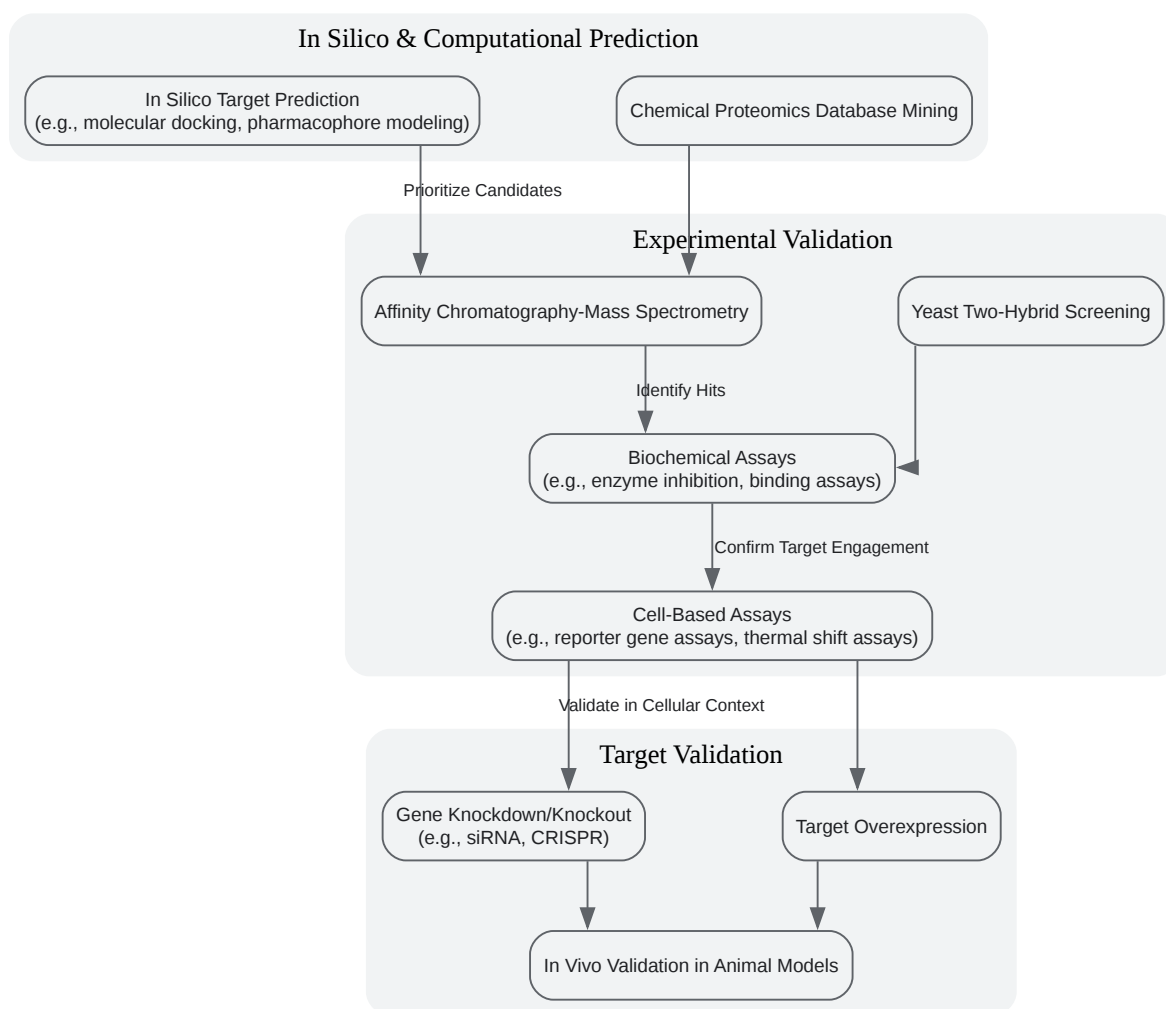 In Silico & Computational Prediction
In Silico Target Prediction
(e.g., molecular docking, pharmacophore modeling)
Chemical Proteomics Database Mining
Prioritize Candidates
Experimental Validation
Affinity Chromatography-Mass Spectrometry
Yeast Two-Hybrid Screening
Identify Hits
Biochemical Assays
(e.g., enzyme inhibition, binding assays)
Confirm Target Engagement
Cell-Based Assays
(e.g., reporter gene assays, thermal shift assays)
Validate in Cellular Context
Target Validation
Gene Knockdown/Knockout
(e.g., siRNA, CRISPR)
Target Overexpression
In Vivo Validation in Animal Models